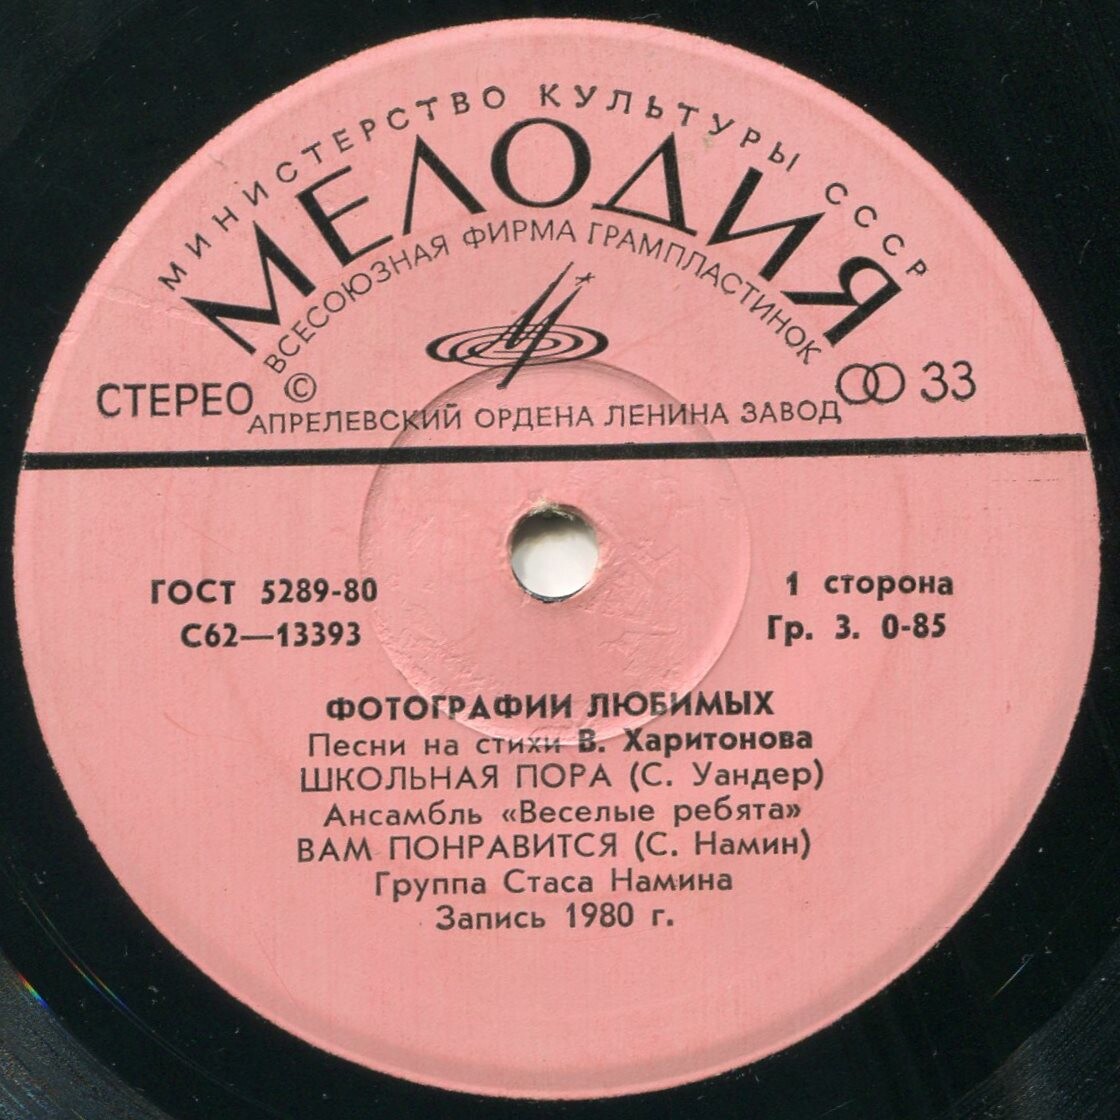 МИНИСТЕРСТВО КУЛЬТУРЫ СССР
МЕЛОДИЯ
ВСЕСОЮЗНАЯ ФИРМА ГРАМПЛАСТИНОК
СТЕРЕО
©
33
АПРЕЛЕВСКИЙ ОРДЕНА ЛЕНИНА ЗАВОД
ГОСТ 5289-80
С62—13393
1 сторона
Гр. 3. 0-85
ФОТОГРАФИИ ЛЮБИМЫХ
Песни на стихи В. Харитонова
ШКОЛЬНАЯ ПОРА (С. Уандер)
Ансамбль «Веселые ребята»
ВАМ ПОНРАВИТСЯ (С. Намин)
Группа Стаса Намина
Запись 1980 г.